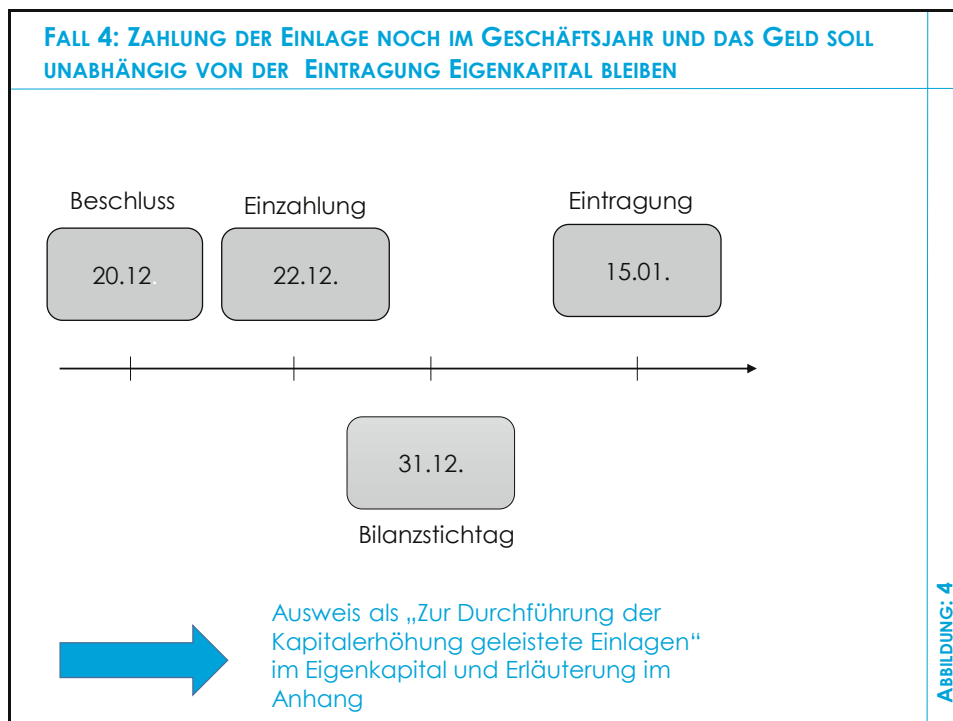 FALL 4: ZAHLUNG DER EINLAGE NOCH IM GESCHÄFTSJAHR UND DAS GELD SOLL
UNABHÄNGIG VON DER EINTRAGUNG EIGENKAPITAL BLEIBEN
Beschluss
Einzahlung
Eintragung
20.12.
22.12.
15.01.
31.12.
Bilanzstichtag
Ausweis als „Zur Durchführung der
Kapitalerhöhung geleistete Einlagen“
im Eigenkapital und Erläuterung im
Anhang
ABBILDUNG: 4